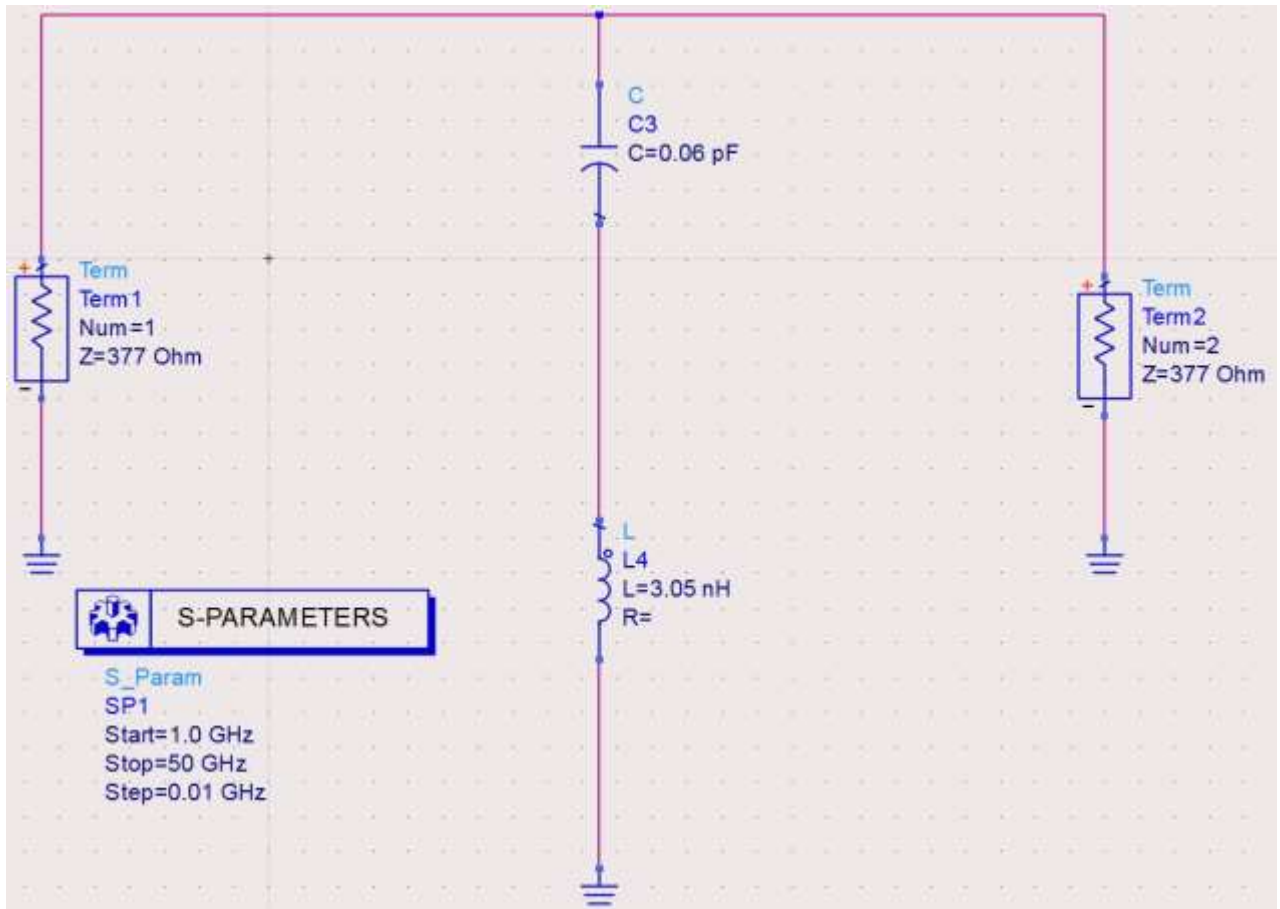 C
C3
C=0.06 pF
+
Term
Term1
Num=1
Z=377 Ohm
-
+
Term
Term2
Num=2
Z=377 Ohm
-
L
L4
L=3.05 nH
R=
S-PARAMETERS
S_Param
SP1
Start=1.0 GHz
Stop=50 GHz
Step=0.01 GHz